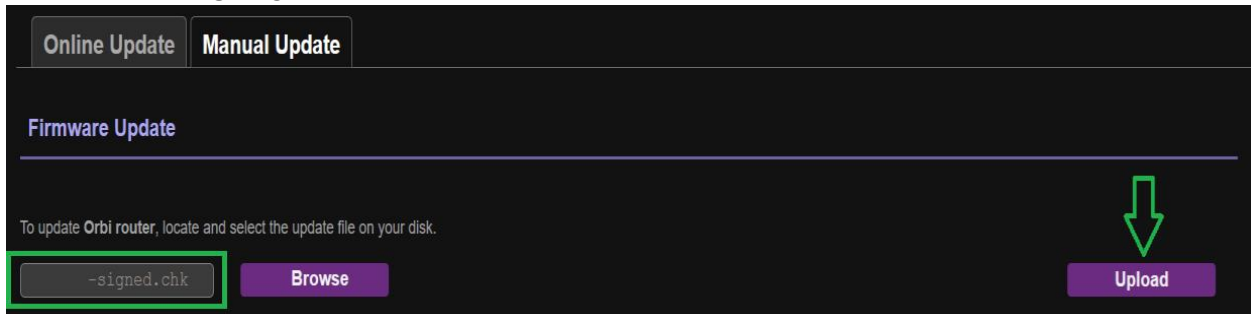 Online Update Manual Update
Firmware Update
To update Orbi router, locate and select the update file on your disk.
-signed.chk Browse Upload